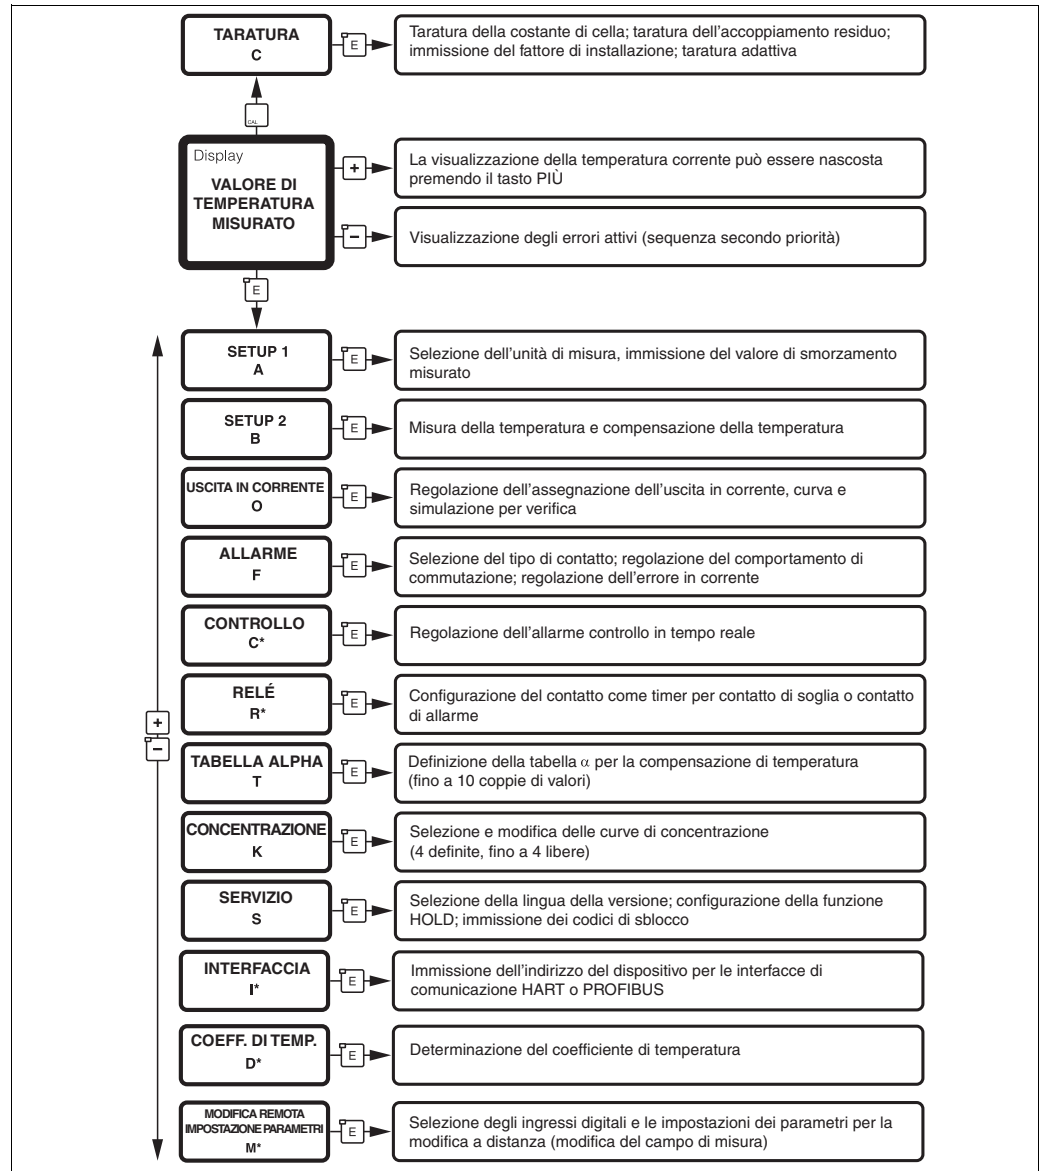 TARATURA
C
E
Taratura della costante di cella; taratura dell'accoppiamento residuo;
immissione del fattore di installazione; taratura adattiva
CAL
Display
VALORE DI
TEMPERATURA
MISURATO
+
La visualizzazione della temperatura corrente può essere nascosta
premendo il tasto PIÙ
−
Visualizzazione degli errori attivi (sequenza secondo priorità)
E
SETUP 1
A
E
Selezione dell'unità di misura, immissione del valore di smorzamento
misurato
SETUP 2
B
E
Misura della temperatura e compensazione della temperatura
USCITA IN CORRENTE
O
E
Regolazione dell'assegnazione dell'uscita in corrente, curva e
simulazione per verifica
ALLARME
F
E
Selezione del tipo di contatto; regolazione del comportamento di
commutazione; regolazione dell'errore in corrente
CONTROLLO
C*
E
Regolazione dell'allarme controllo in tempo reale
RELÉ
R*
E
Configurazione del contatto come timer per contatto di soglia o contatto
di allarme
+
−
TABELLA ALPHA
T
E
Definizione della tabella α per la compensazione di temperatura
(fino a 10 coppie di valori)
CONCENTRAZIONE
K
E
Selezione e modifica delle curve di concentrazione
(4 definite, fino a 4 libere)
SERVIZIO
S
E
Selezione della lingua della versione; configurazione della funzione
HOLD; immissione dei codici di sblocco
INTERFACCIA
I*
E
Immissione dell'indirizzo del dispositivo per le interfacce di
comunicazione HART o PROFIBUS
COEFF. DI TEMP.
D*
E
Determinazione del coefficiente di temperatura
MODIFICA REMOTA
IMPOSTAZIONE PARAMETRI
M*
E
Selezione degli ingressi digitali e le impostazioni dei parametri per la
modifica a distanza (modifica del campo di misura)